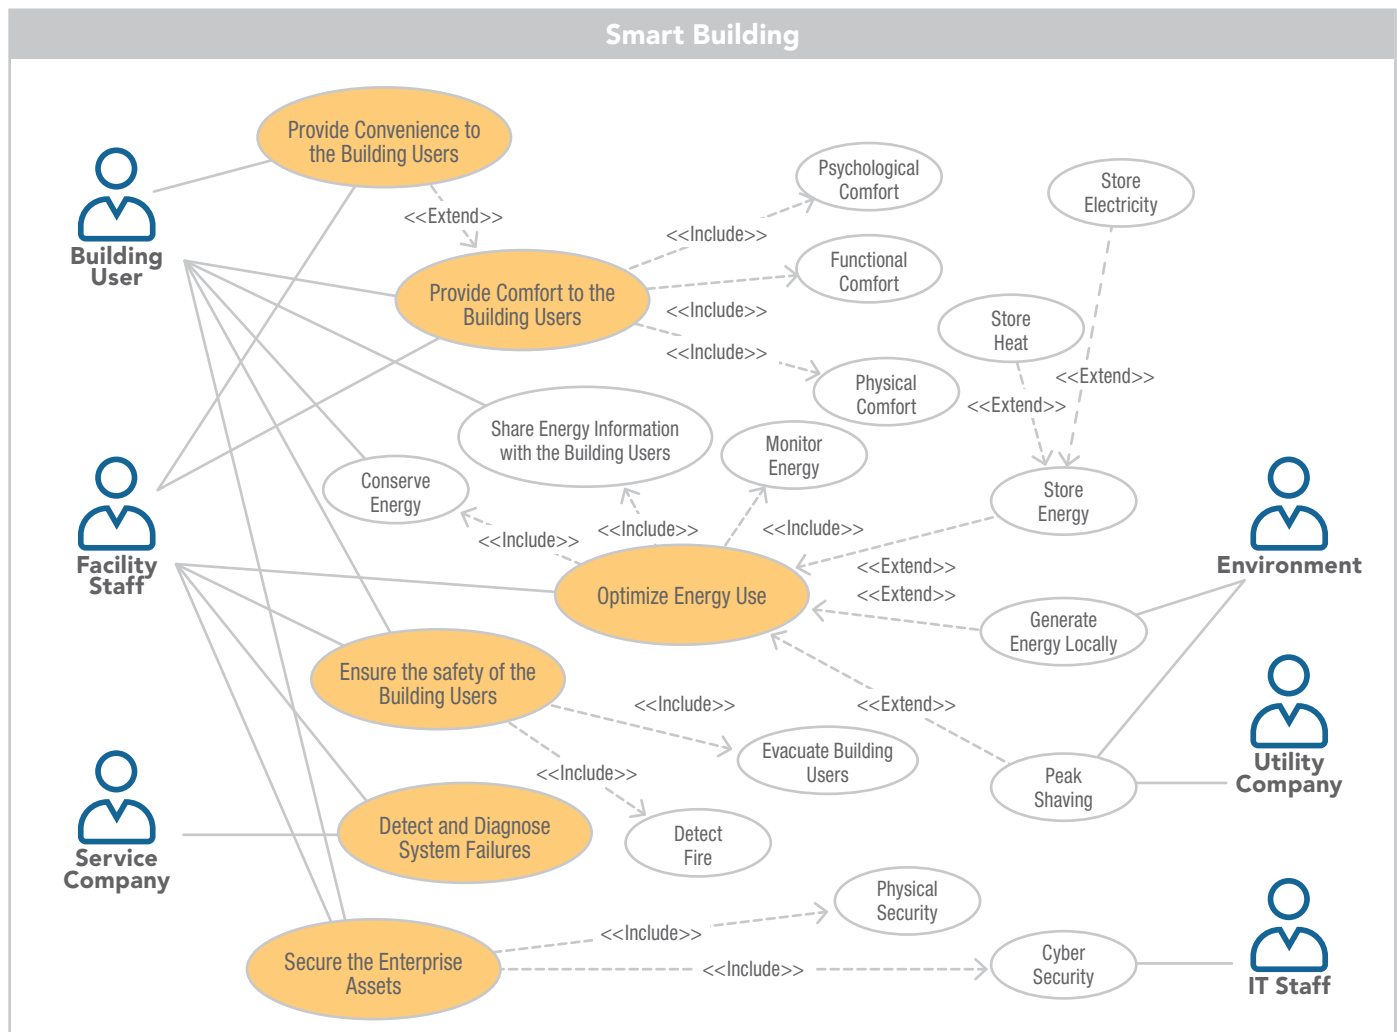 Smart Building
Provide Convenience to
the Building Users
Building
User
<<Extend>>
Psychological
Comfort
Store
Electricity
<<Include>>
Provide Comfort to the
Building Users
Functional
Comfort
<<Include>>
<<Include>>
Store
Heat
Physical
Comfort
<<Extend>>
<<Extend>>
Share Energy Information
with the Building Users
Monitor
Energy
Conserve
Energy
Store
Energy
<<Include>>
<<Include>>
<<Include>>
Facility
Staff
Optimize Energy Use
<<Extend>>
<<Extend>>
Environment
Generate
Energy Locally
Ensure the safety of the
Building Users
<<Include>>
<<Extend>>
Evacuate Building
Users
Peak
Shaving
Utility
Company
<<Include>>
Detect and Diagnose
System Failures
Detect
Fire
Service
Company
Physical
Security
<<Include>>
Secure the Enterprise
Assets
<<Include>>
Cyber
Security
IT Staff